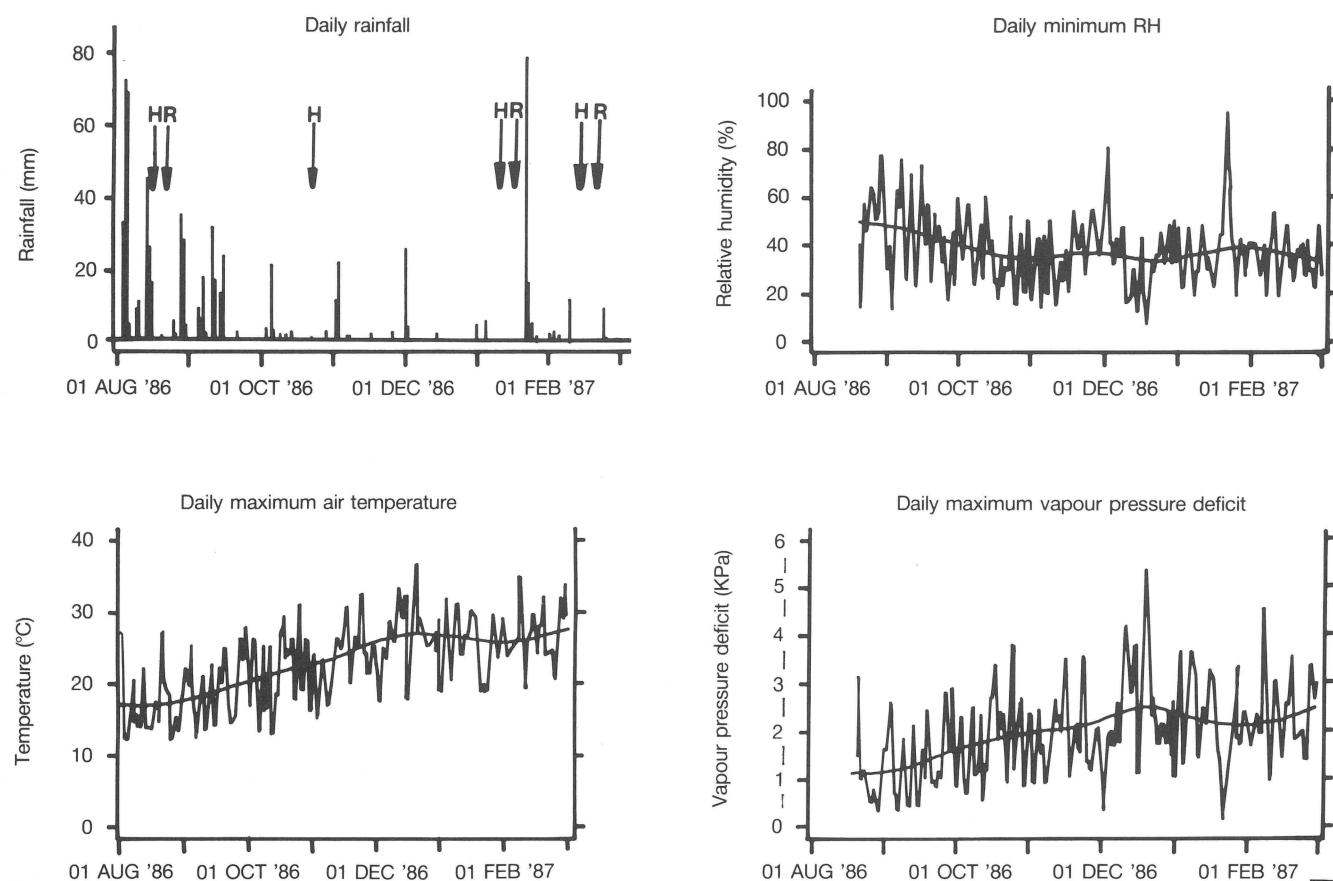 Daily rainfall
Rainfall (mm)
80
60
40
20
0
HR
H
HR
H R
01 AUG '86 01 OCT '86 01 DEC '86 01 FEB '87
Daily minimum RH
Relative humidity (%)
100
80
60
40
20
0
01 AUG '86 01 OCT '86 01 DEC '86 01 FEB '87
Daily maximum air temperature
Temperature (°C)
40
30
20
10
0
01 AUG '86 01 OCT '86 01 DEC '86 01 FEB '87
Daily maximum vapour pressure deficit
Vapour pressure deficit (KPa)
6
5
4
3
2
1
0
01 AUG '86 01 OCT '86 01 DEC '86 01 FEB '87